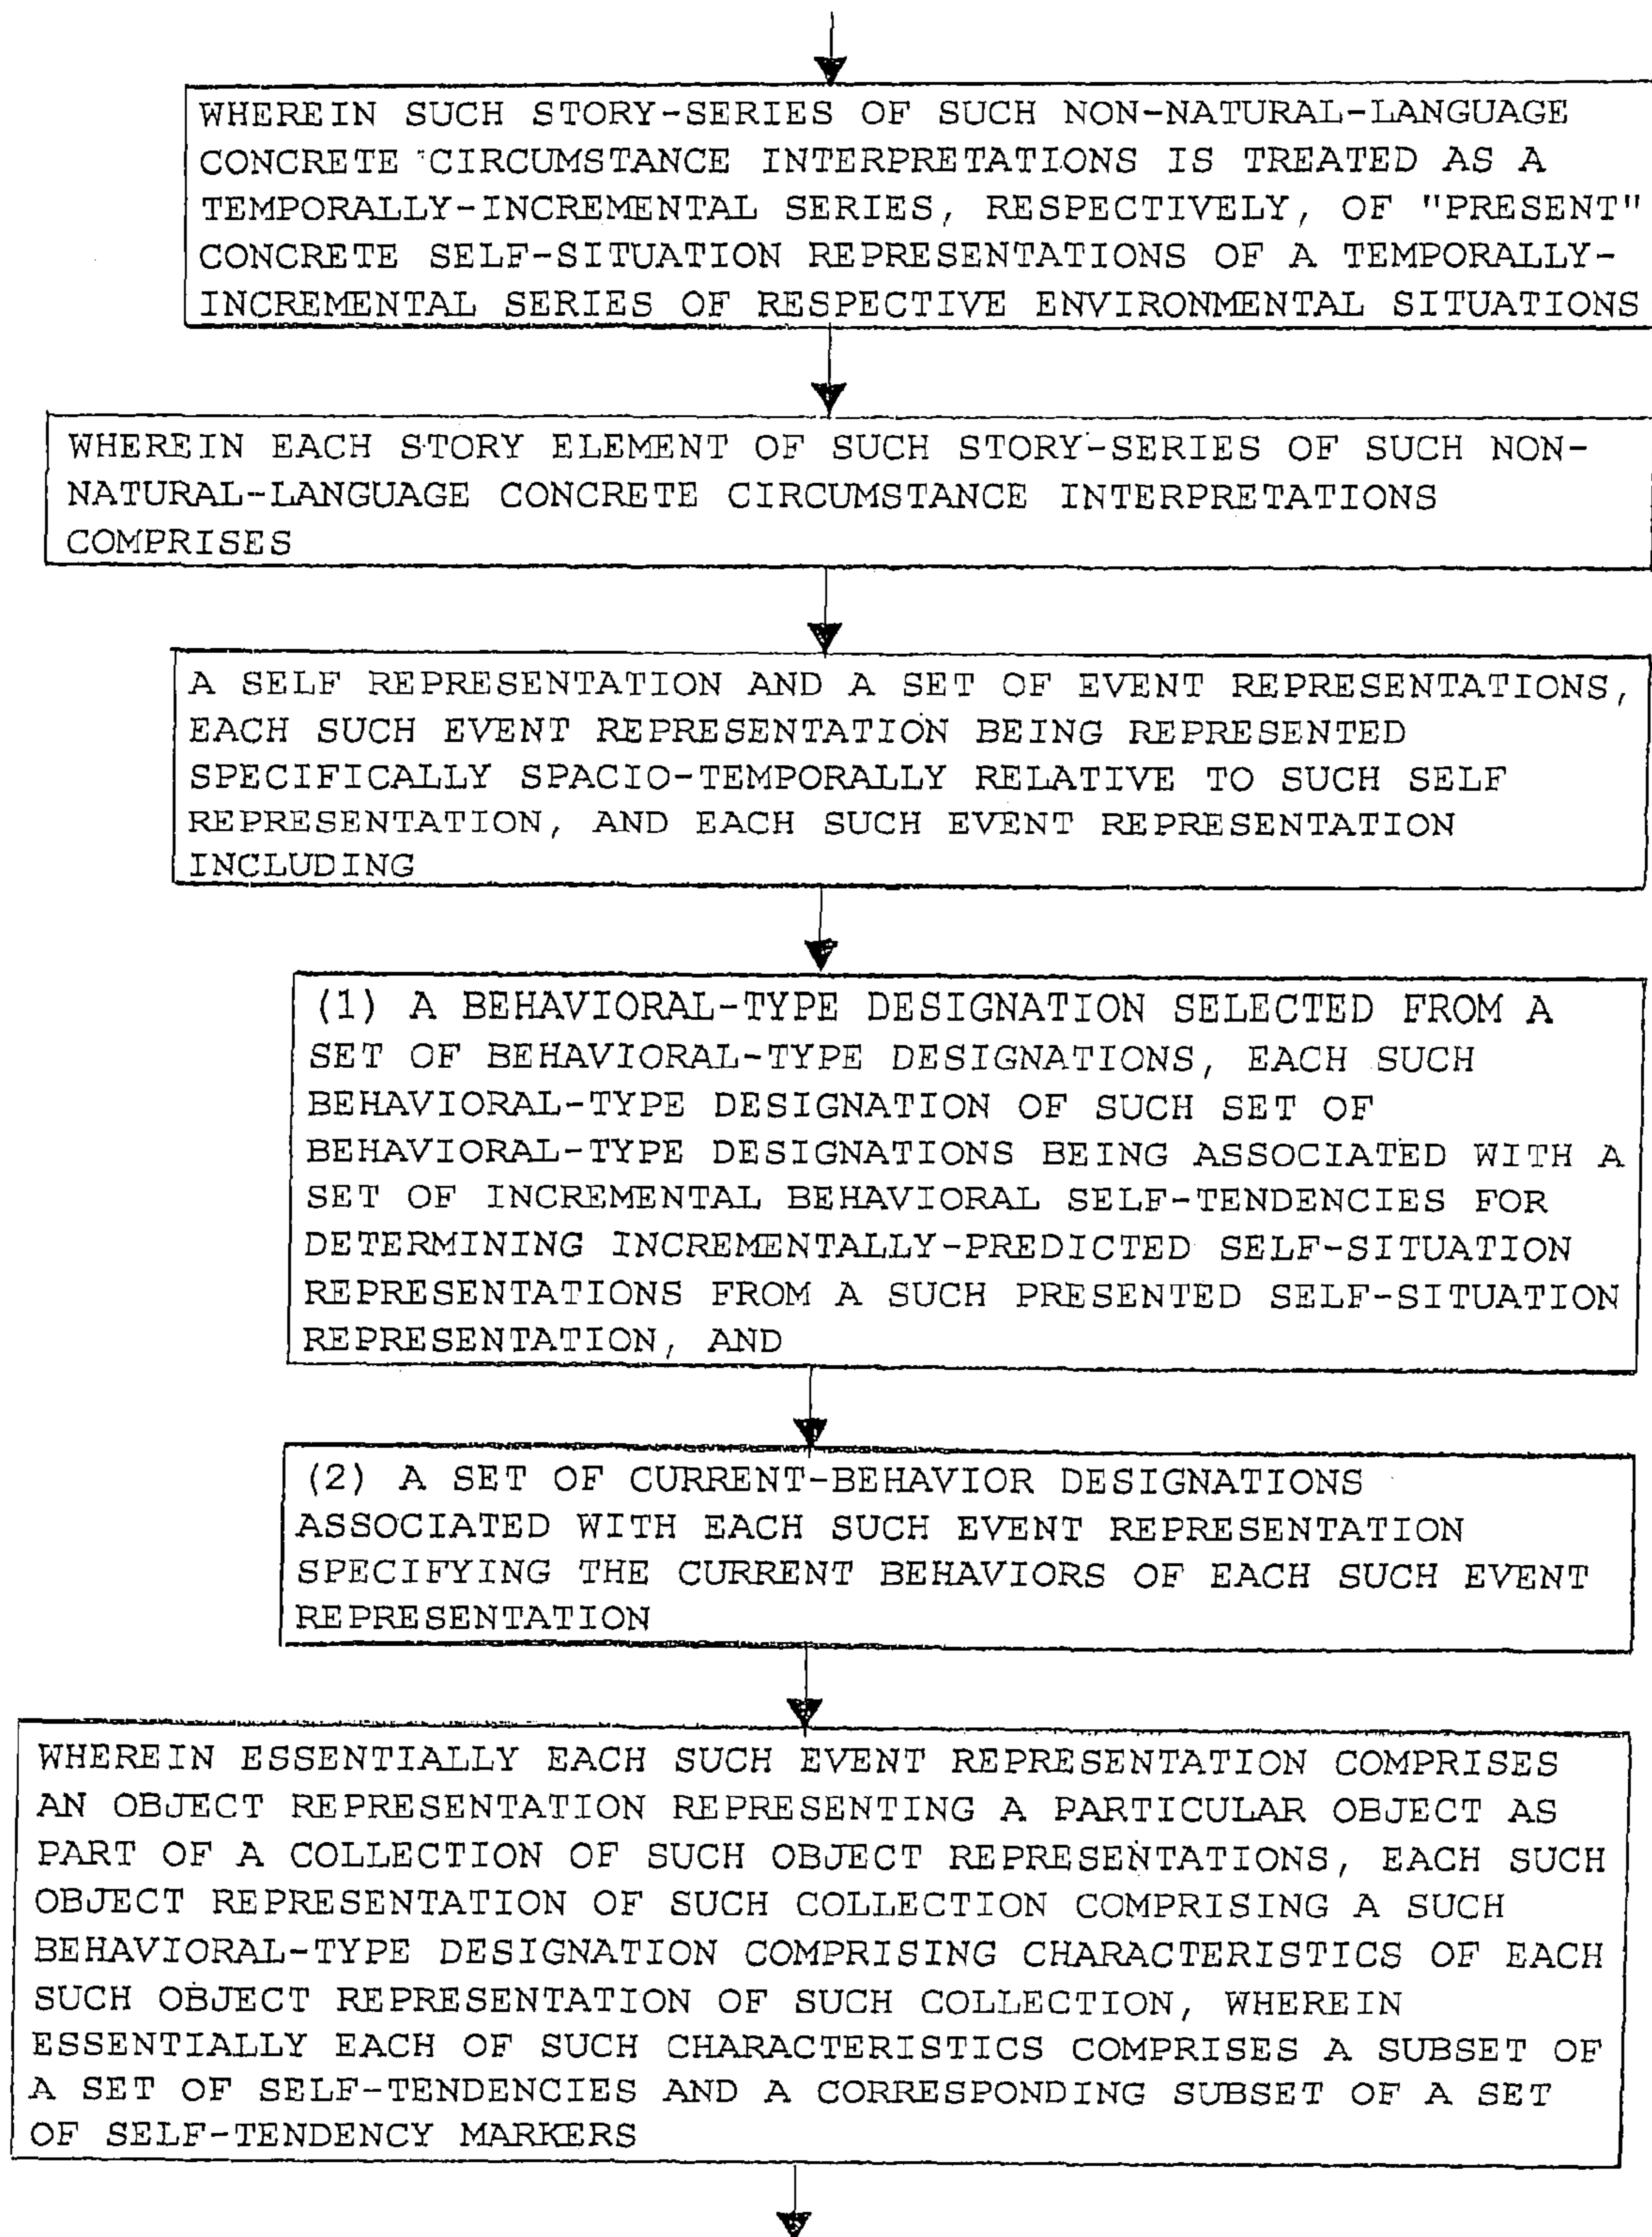 WHEREIN SUCH STORY-SERIES OF SUCH NON-NATURAL-LANGUAGE
CONCRETE CIRCUMSTANCE INTERPRETATIONS IS TREATED AS A
TEMPORALLY-INCREMENTAL SERIES, RESPECTIVELY, OF "PRESENT"
CONCRETE SELF-SITUATION REPRESENTATIONS OF A TEMPORALLY-
INCREMENTAL SERIES OF RESPECTIVE ENVIRONMENTAL SITUATIONS
WHEREIN EACH STORY ELEMENT OF SUCH STORY-SERIES OF SUCH NON-
NATURAL-LANGUAGE CONCRETE CIRCUMSTANCE INTERPRETATIONS
COMPRISES
A SELF REPRESENTATION AND A SET OF EVENT REPRESENTATIONS,
EACH SUCH EVENT REPRESENTATION BEING REPRESENTED
SPECIFICALLY SPACIO-TEMPORALLY RELATIVE TO SUCH SELF
REPRESENTATION, AND EACH SUCH EVENT REPRESENTATION
INCLUDING
(1) A BEHAVIORAL-TYPE DESIGNATION SELECTED FROM A
SET OF BEHAVIORAL-TYPE DESIGNATIONS, EACH SUCH
BEHAVIORAL-TYPE DESIGNATION OF SUCH SET OF
BEHAVIORAL-TYPE DESIGNATIONS BEING ASSOCIATED WITH A
SET OF INCREMENTAL BEHAVIORAL SELF-TENDENCIES FOR
DETERMINING INCREMENTALLY-PREDICTED SELF-SITUATION
REPRESENTATIONS FROM A SUCH PRESENTED SELF-SITUATION
REPRESENTATION, AND
(2) A SET OF CURRENT-BEHAVIOR DESIGNATIONS
ASSOCIATED WITH EACH SUCH EVENT REPRESENTATION
SPECIFYING THE CURRENT BEHAVIORS OF EACH SUCH EVENT
REPRESENTATION
WHEREIN ESSENTIALLY EACH SUCH EVENT REPRESENTATION COMPRISES
AN OBJECT REPRESENTATION REPRESENTING A PARTICULAR OBJECT AS
PART OF A COLLECTION OF SUCH OBJECT REPRESENTATIONS, EACH SUCH
OBJECT REPRESENTATION OF SUCH COLLECTION COMPRISING A SUCH
BEHAVIORAL-TYPE DESIGNATION COMPRISING CHARACTERISTICS OF EACH
SUCH OBJECT REPRESENTATION OF SUCH COLLECTION, WHEREIN
ESSENTIALLY EACH OF SUCH CHARACTERISTICS COMPRISES A SUBSET OF
A SET OF SELF-TENDENCIES AND A CORRESPONDING SUBSET OF A SET
OF SELF-TENDENCY MARKERS